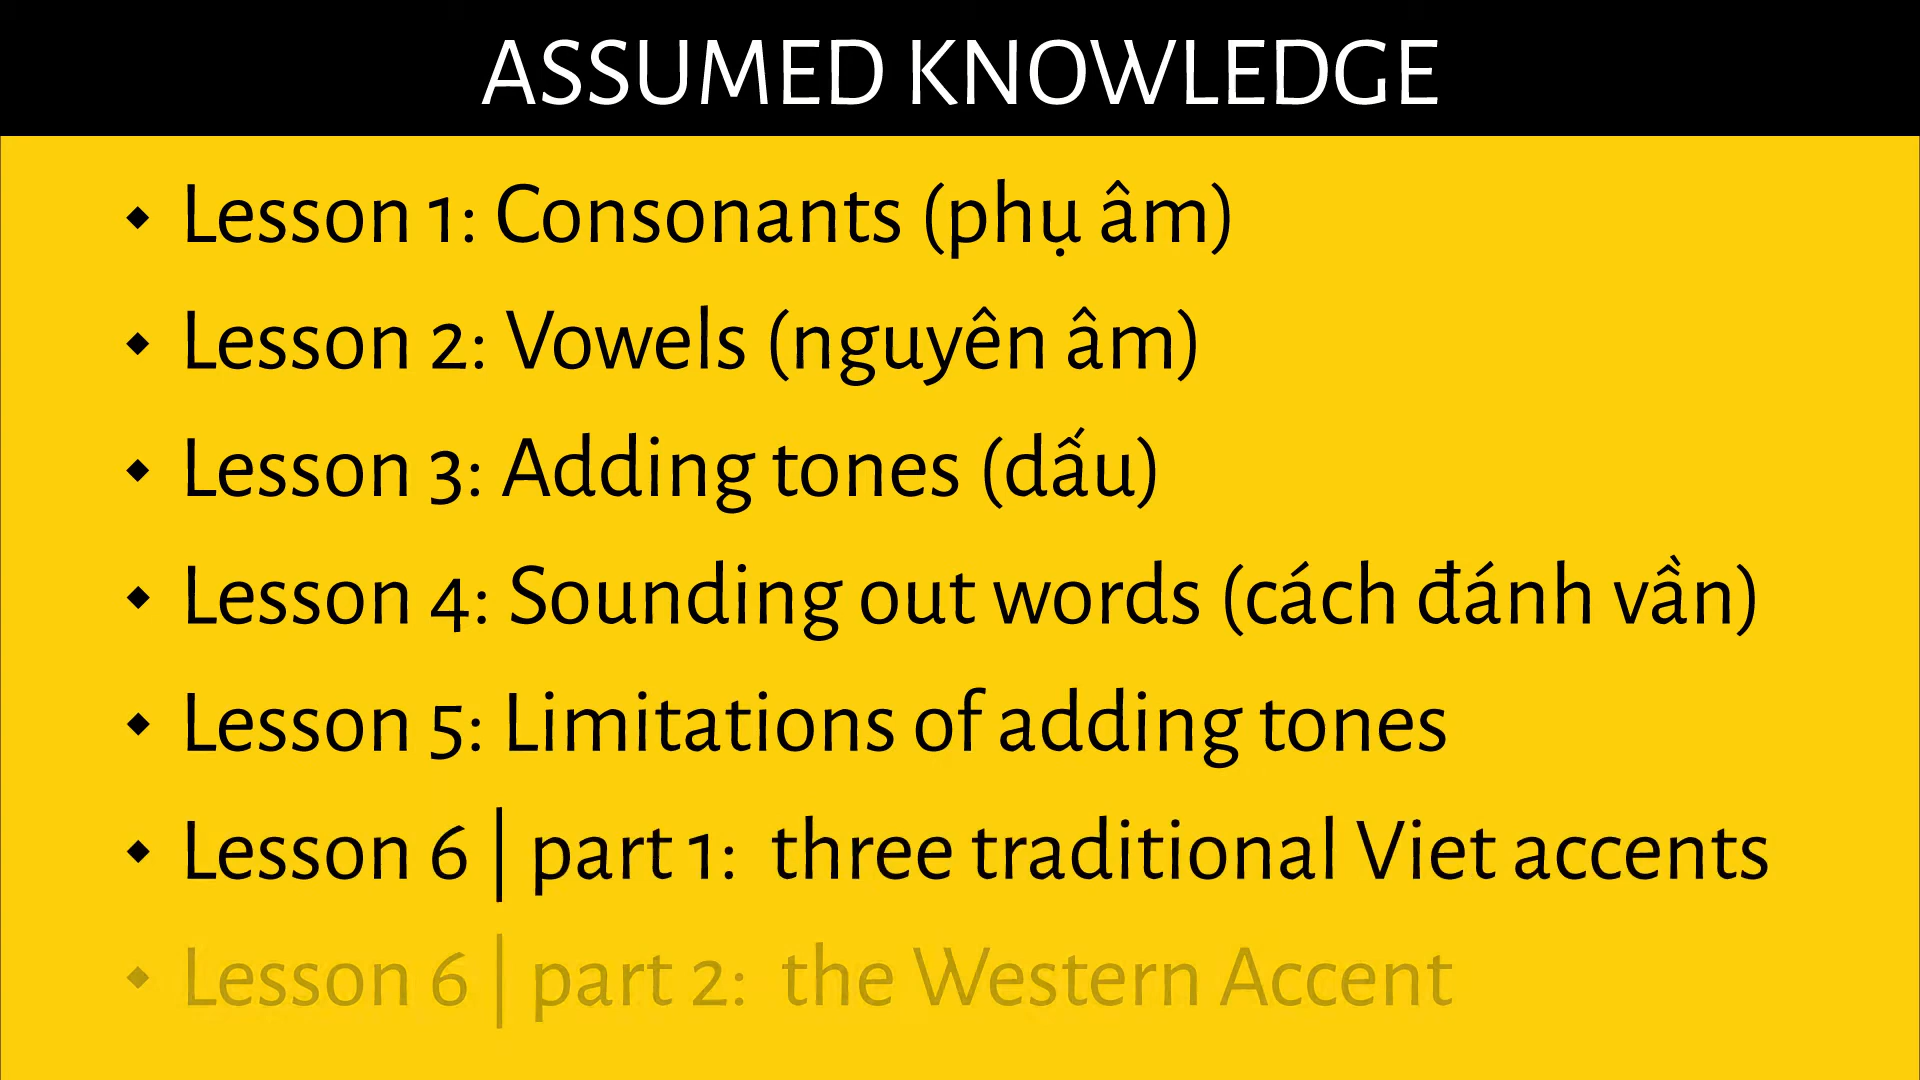 ASSUMED KNOWLEDGE
◆ Lesson 1: Consonants (phụ âm)
◆ Lesson 2: Vowels (nguyên âm)
◆ Lesson 3: Adding tones (dấu)
◆ Lesson 4: Sounding out words (cách đánh vần)
◆ Lesson 5: Limitations of adding tones
◆ Lesson 6 | part 1: three traditional Viet accents
◆ Lesson 6 | part 2: the Western Accent